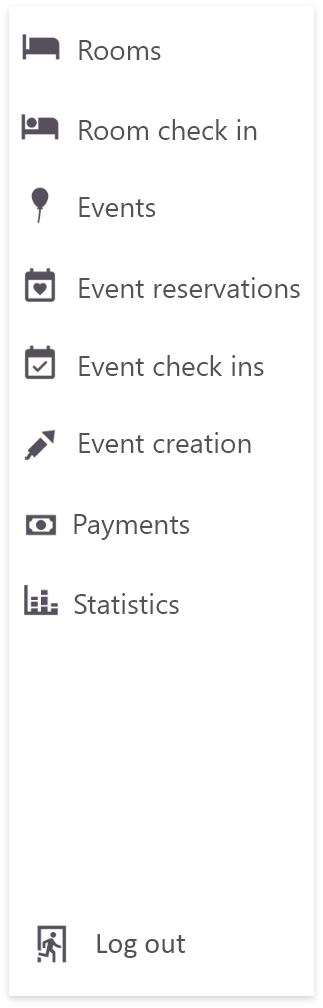 Rooms
Room check in
Events
Event reservations
Event check ins
Event creation
Payments
Statistics
Log out